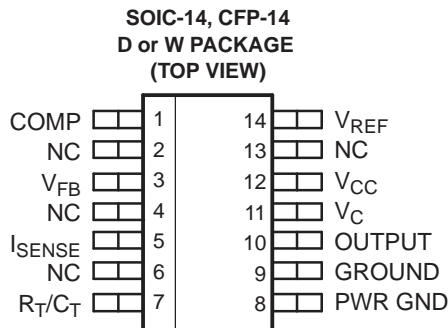 SOIC-14, CFP-14
D or W PACKAGE
(TOP VIEW)
COMP 1 14 VREF
NC 2 13 NC
VFB 3 12 VCC
NC 4 11 VC
ISENSE 5 10 OUTPUT
NC 6 9 GROUND
RT/CT 7 8 PWR GND